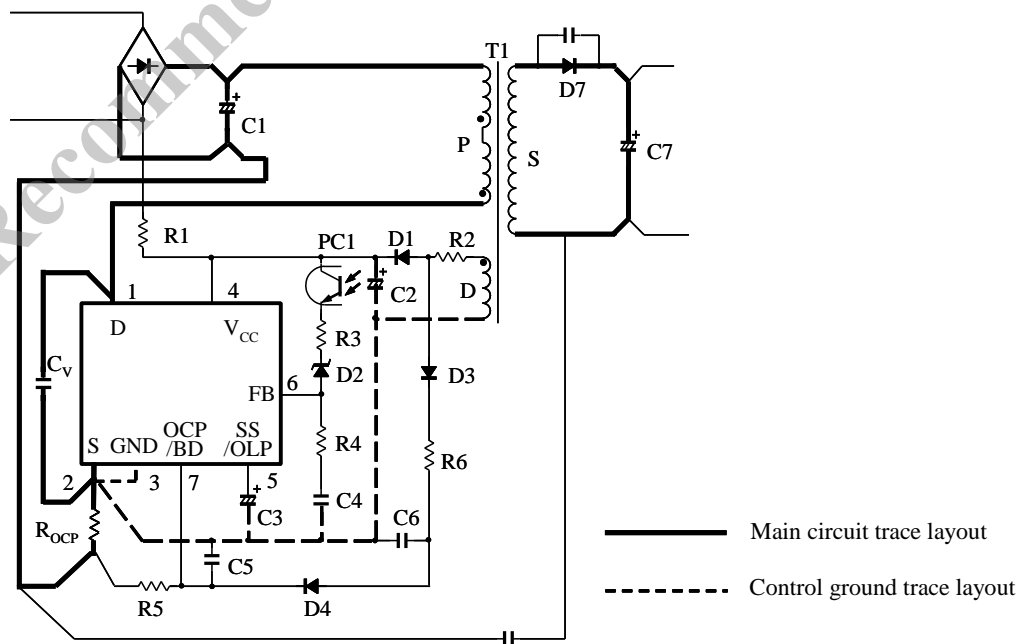 Recomme
T1
D7
C1
P
S
C7
R1
PC1
D1
R2
C2
D
1
4
D
VCC
R3
D2
D3
CV
FB
6
R4
R6
S
GND
OCP
/BD
SS
/OLP
2
3
7
5
C3
C4
C6
ROCP
C5
R5
D4
Main circuit trace layout
Control ground trace layout